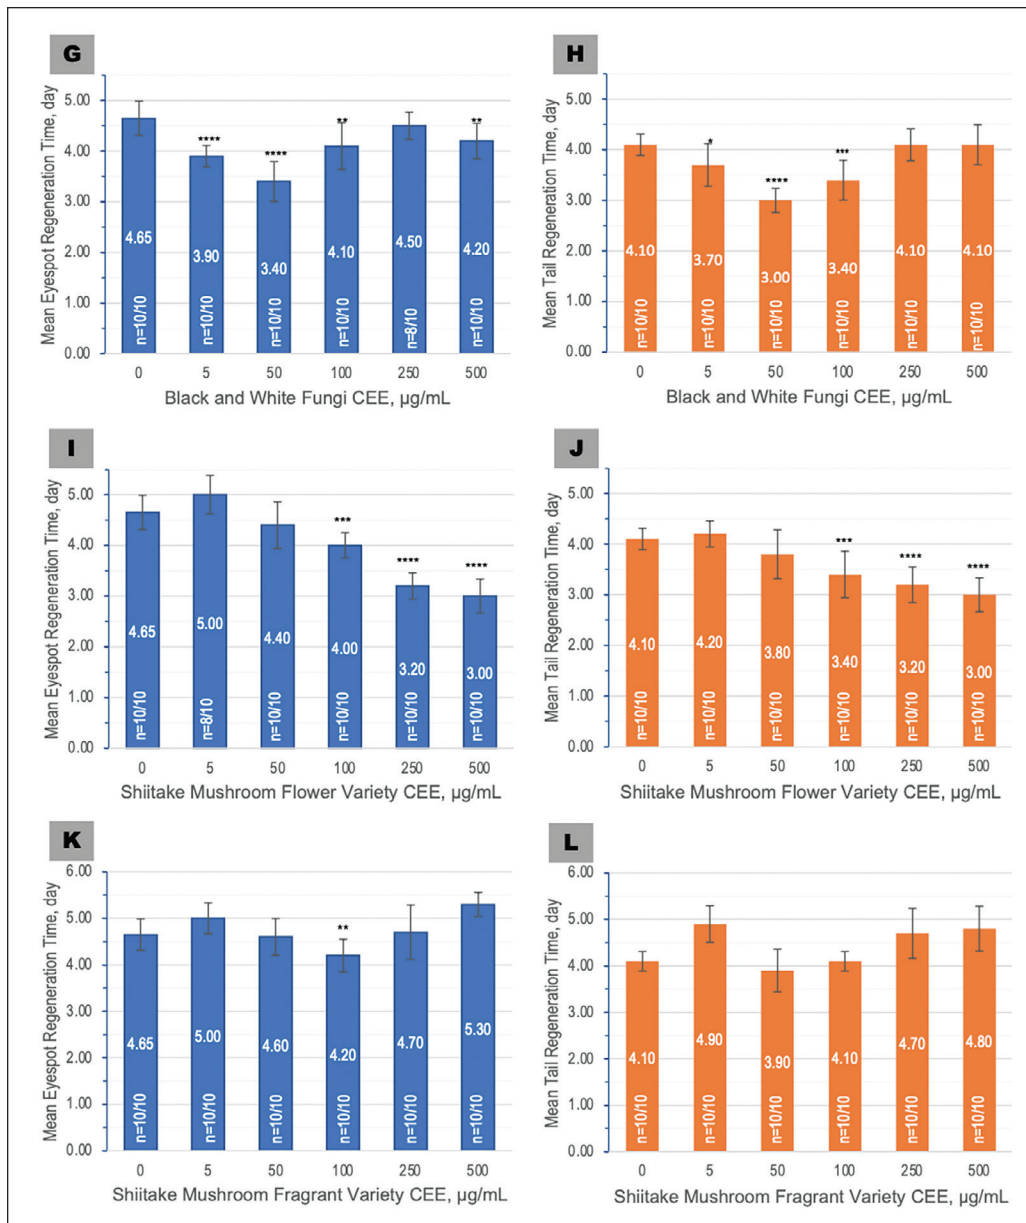 G
Mean Eyespot Regeneration Time, day
5.00
4.00
3.00
2.00
1.00
0.00
**** **** ** **
4.65 3.90 3.40 4.10 4.50 4.20
n=10/10 n=10/10 n=10/10 n=10/10 n=8/10 n=10/10
0 5 50 100 250 500
Black and White Fungi CEE, µg/mL
H
Mean Tail Regeneration Time, day
5.00
4.00
3.00
2.00
1.00
0.00
* **** ***
4.10 3.70 3.00 3.40 4.10 4.10
n=10/10 n=10/10 n=10/10 n=10/10 n=10/10 n=10/10
0 5 50 100 250 500
Black and White Fungi CEE, µg/mL
I
Mean Eyespot Regeneration Time, day
5.00
4.00
3.00
2.00
1.00
0.00
*** **** ****
4.65 5.00 4.40 4.00 3.20 3.00
n=10/10 n=8/10 n=10/10 n=10/10 n=10/10 n=10/10
0 5 50 100 250 500
Shiitake Mushroom Flower Variety CEE, µg/mL
J
Mean Tail Regeneration Time, day
5.00
4.00
3.00
2.00
1.00
0.00
*** **** ****
4.10 4.20 3.80 3.40 3.20 3.00
n=10/10 n=10/10 n=10/10 n=10/10 n=10/10 n=10/10
0 5 50 100 250 500
Shiitake Mushroom Flower Variety CEE, µg/mL
K
Mean Eyespot Regeneration Time, day
6.00
5.00
4.00
3.00
2.00
1.00
0.00
**
4.65 5.00 4.60 4.20 4.70 5.30
n=10/10 n=10/10 n=10/10 n=10/10 n=10/10 n=10/10
0 5 50 100 250 500
Shiitake Mushroom Fragrant Variety CEE, µg/mL
L
Mean Tail Regeneration Time, day
6.00
5.00
4.00
3.00
2.00
1.00
0.00
4.10 4.90 3.90 4.10 4.70 4.80
n=10/10 n=10/10 n=10/10 n=10/10 n=10/10 n=10/10
0 5 50 100 250 500
Shiitake Mushroom Fragrant Variety CEE, µg/mL